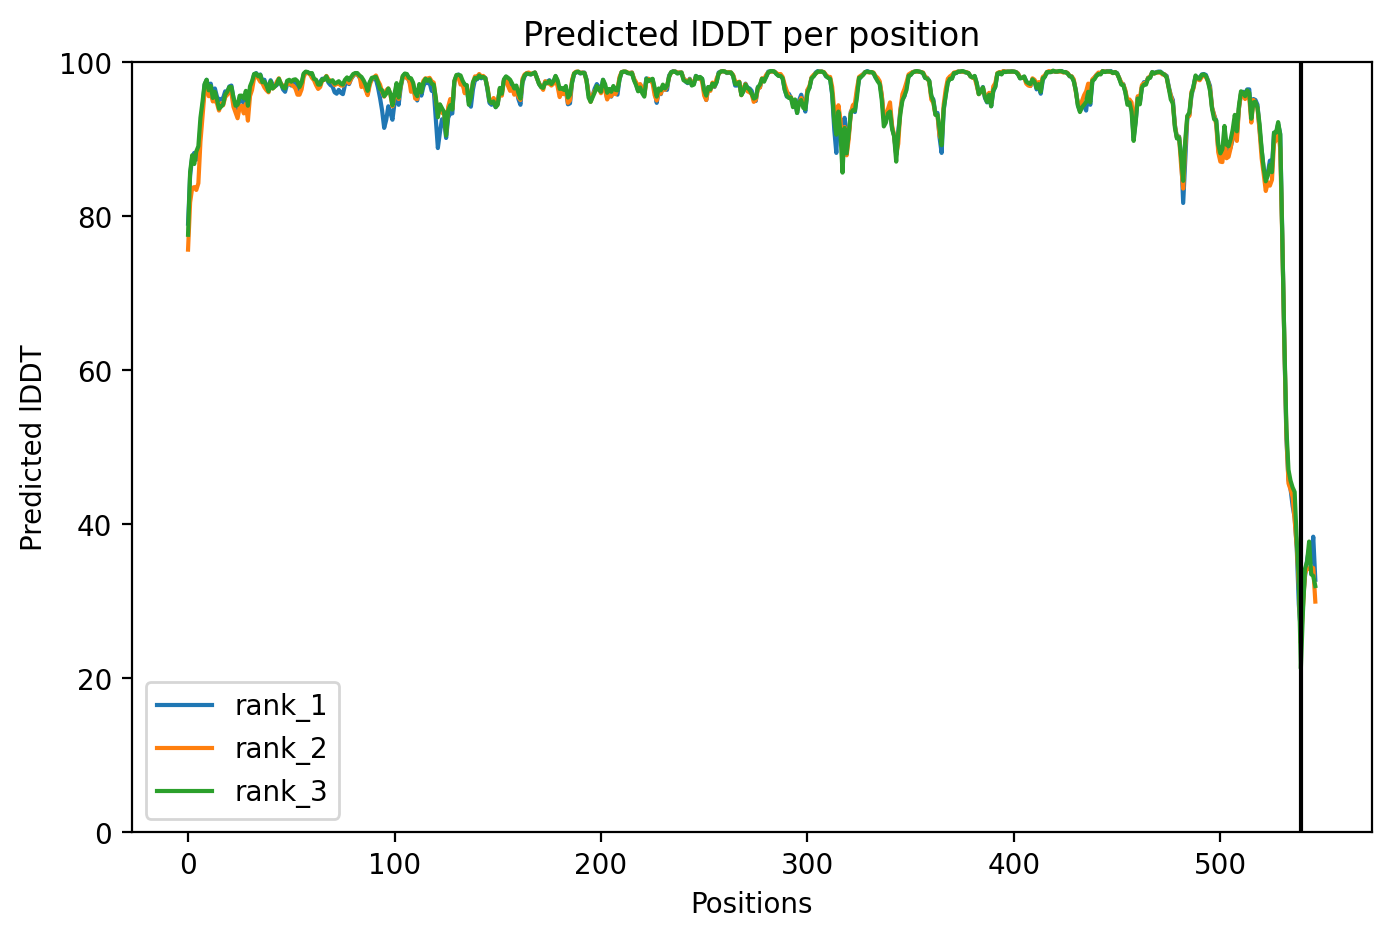 Predicted lDDT per position
100
80
60
40
20
0
Predicted lDDT
rank_1
rank_2
rank_3
0 100 200 300 400 500
Positions